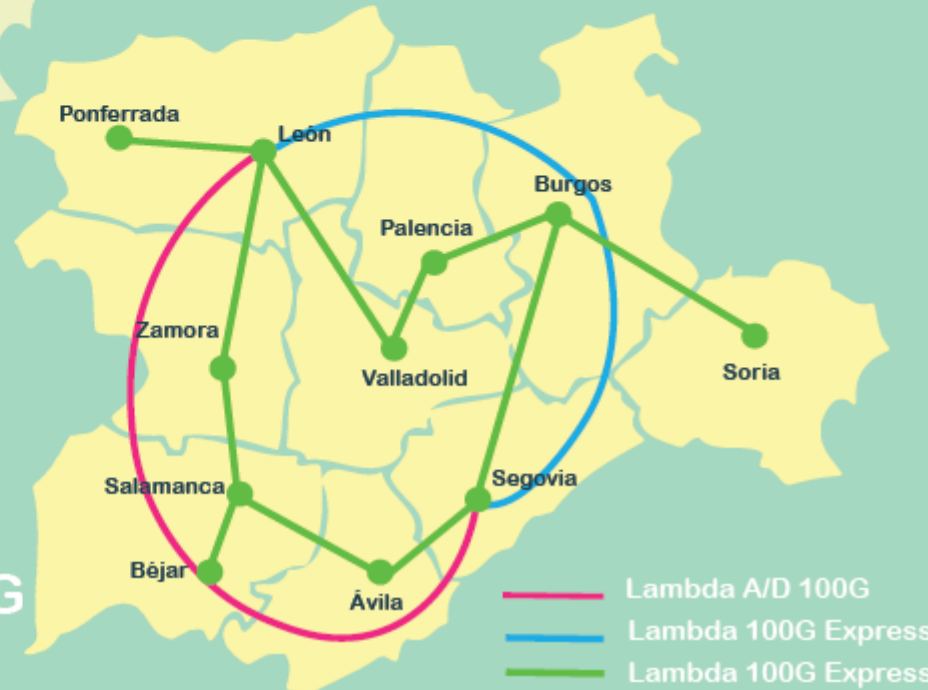 Ponferrada
León
Burgos
Palencia
Zamora
Valladolid
Soria
Salamanca
Segovia
Béjar
Ávila
G
Lambda A/D 100G
Lambda 100G Express
Lambda 100G Express